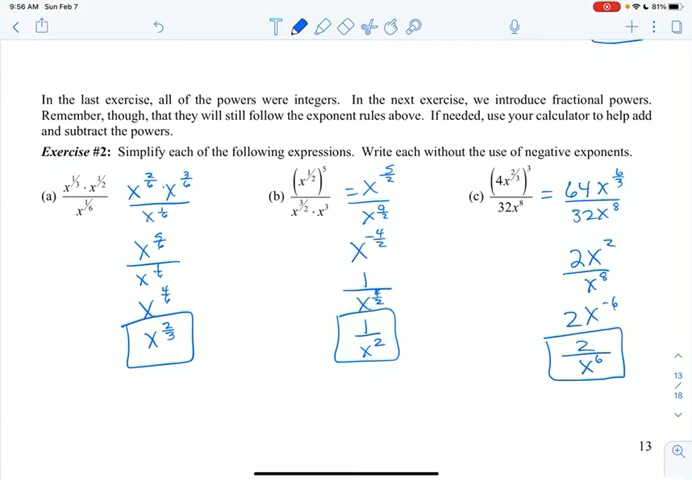 9:56 AM Sun Feb 7
81%
In the last exercise, all of the powers were integers. In the next exercise, we introduce fractional powers.
Remember, though, that they will still follow the exponent rules above. If needed, use your calculator to help add
and subtract the powers.
Exercise #2: Simplify each of the following expressions. Write each without the use of negative exponents.
(a) (x^(1/3) · x^(1/2)) / x^(1/6)
(x^(2/6) · x^(3/6)) / x^(1/6)
x^(5/6) / x^(1/6)
x^(4/6)
x^(2/3)
(b) (x^(1/2))^5 / (x^(3/2) · x^3) = x^(5/2) / x^(9/2)
x^(-4/2)
1 / x^(4/2)
1 / x^2
(c) (4x^(2/3))^3 / 32x^8 = 64x^(6/3) / 32x^8
2x^2 / x^8
2x^-6
2 / x^6
13
/
18
13